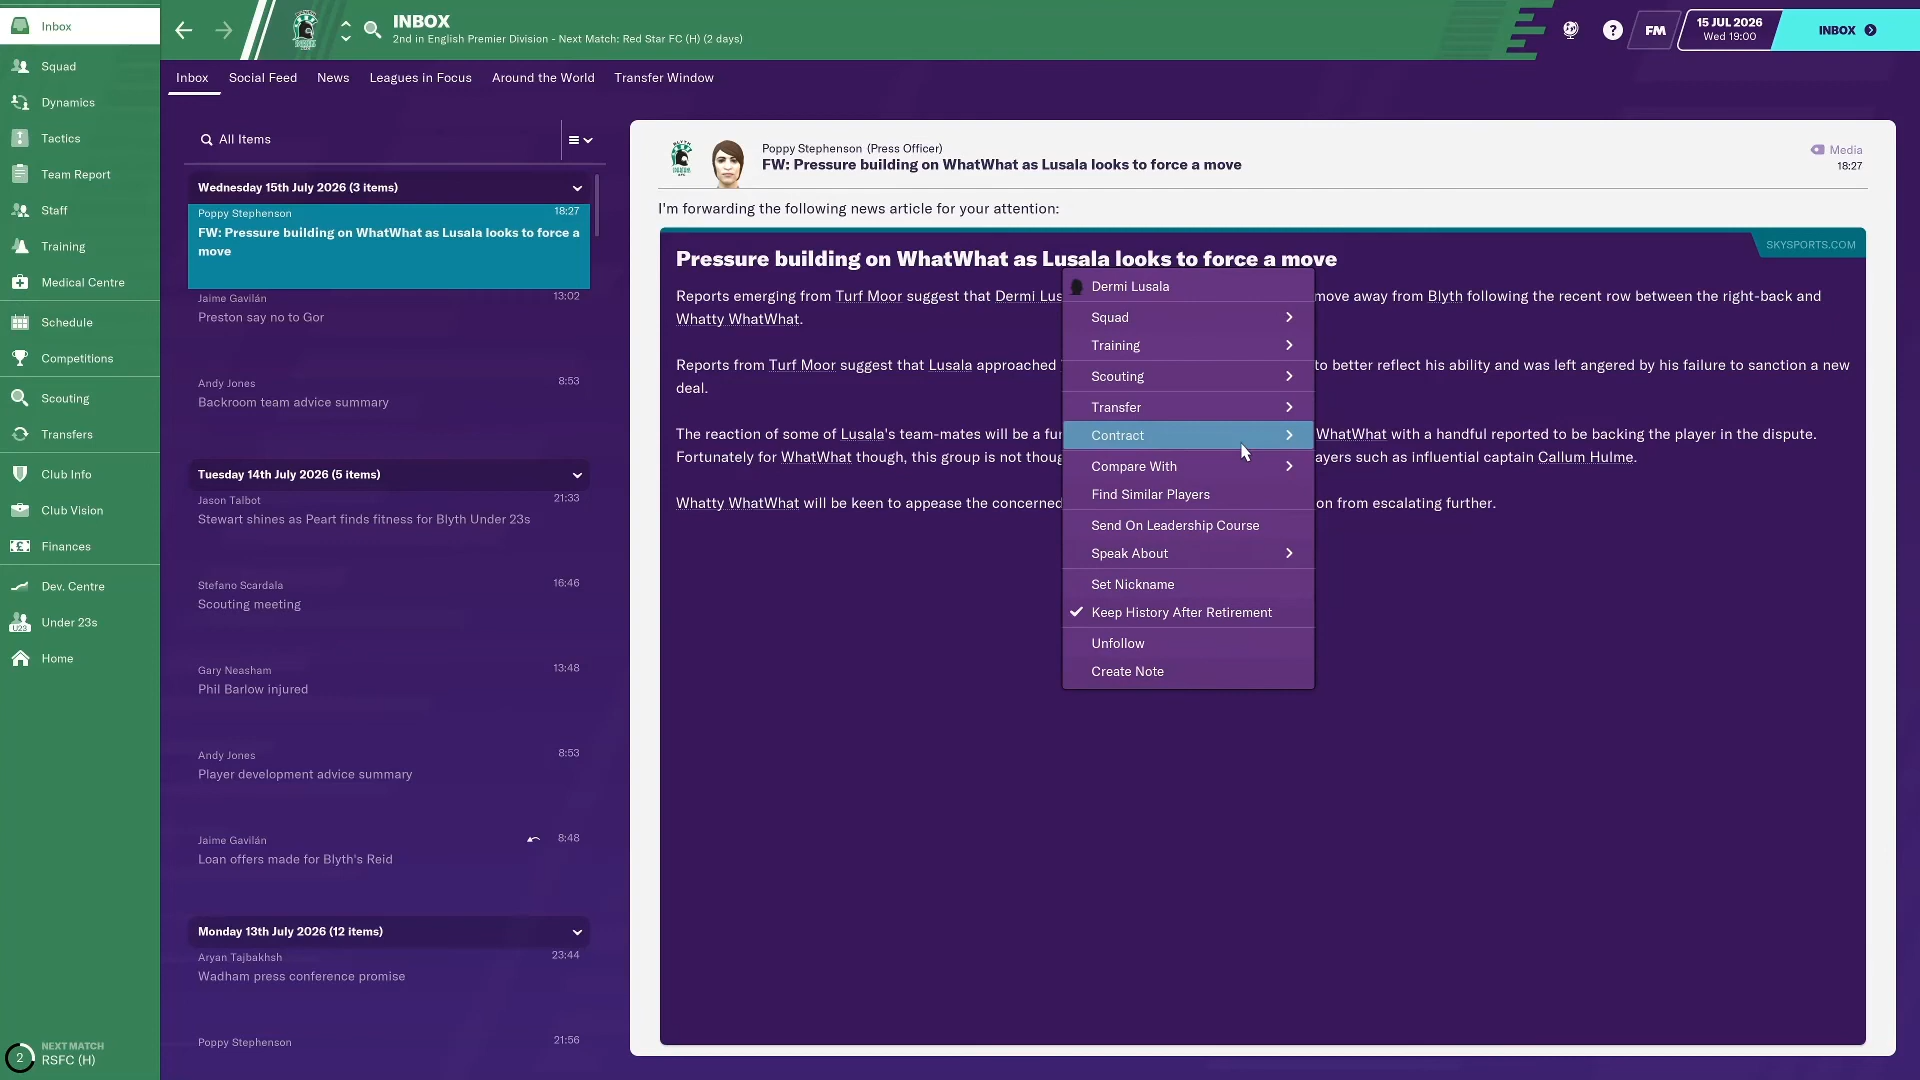 Inbox
Squad
Dynamics
Tactics
Team Report
Staff
Training
Medical Centre
Schedule
Competitions
Scouting
Transfers
Club Info
Club Vision
Finances
Dev. Centre
U23
Under 23s
Home
2
NEXT MATCH
RSFC (H)
INBOX
2nd in English Premier Division - Next Match: Red Star FC (H) (2 days)
?
FM
15 JUL 2026
Wed 19:00
INBOX
Inbox Social Feed News Leagues in Focus Around the World Transfer Window
All Items
Wednesday 15th July 2026 (3 items)
Poppy Stephenson 18:27
FW: Pressure building on WhatWhat as Lusala looks to force a
move
Jaime Gavilán 13:02
Preston say no to Gor
Andy Jones 8:53
Backroom team advice summary
Tuesday 14th July 2026 (5 items)
Jason Talbot 21:33
Stewart shines as Peart finds fitness for Blyth Under 23s
Stefano Scardala 16:46
Scouting meeting
Gary Neasham 13:48
Phil Barlow injured
Andy Jones 8:53
Player development advice summary
Jaime Gavilán 8:48
Loan offers made for Blyth's Reid
Monday 13th July 2026 (12 items)
Aryan Tajbakhsh 23:44
Wadham press conference promise
Poppy Stephenson 21:56
Poppy Stephenson (Press Officer)
FW: Pressure building on WhatWhat as Lusala looks to force a move
Media
18:27
I'm forwarding the following news article for your attention:
SKYSPORTS.COM
Pressure building on WhatWhat as Lusala looks to force a move
Reports emerging from Turf Moor suggest that Dermi Lus move away from Blyth following the recent row between the right-back and
Whatty WhatWhat.
Reports from Turf Moor suggest that Lusala approached to better reflect his ability and was left angered by his failure to sanction a new
deal.
The reaction of some of Lusala's team-mates will be a fur WhatWhat with a handful reported to be backing the player in the dispute.
Fortunately for WhatWhat though, this group is not thoug ayers such as influential captain Callum Hulme.
Whatty WhatWhat will be keen to appease the concerned on from escalating further.
Dermi Lusala
Squad
Training
Scouting
Transfer
Contract
Compare With
Find Similar Players
Send On Leadership Course
Speak About
Set Nickname
Keep History After Retirement
Unfollow
Create Note